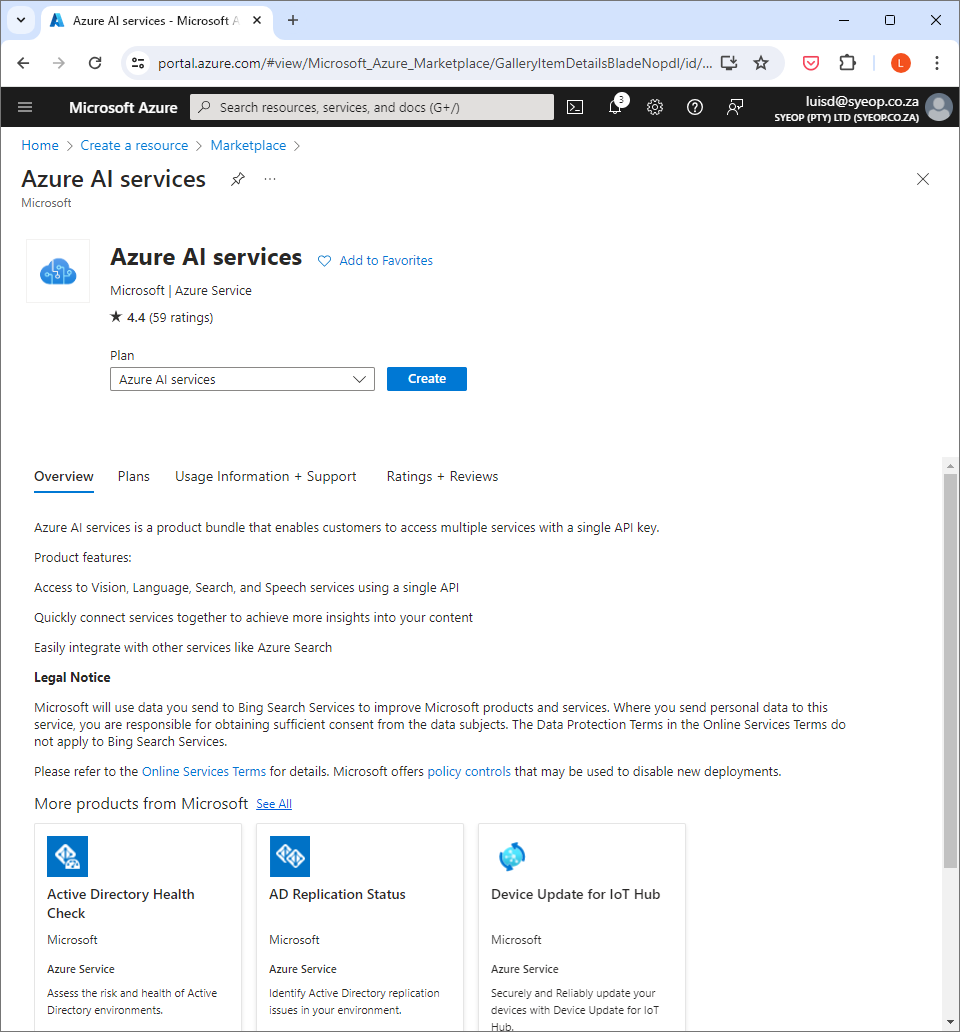 Azure AI services - Microsoft A
portal.azure.com/#view/Microsoft_Azure_Marketplace/GalleryItemDetailsBladeNopdl/id/...
L
Microsoft Azure
Search resources, services, and docs (G+/)
3
luisd@syeop.co.za
SYEOP (PTY) LTD (SYEOP.CO.ZA)
Home > Create a resource > Marketplace >
Azure AI services
...
Microsoft
Azure AI services
Add to Favorites
Microsoft | Azure Service
★ 4.4 (59 ratings)
Plan
Azure AI services
Create
Overview Plans Usage Information + Support Ratings + Reviews
Azure AI services is a product bundle that enables customers to access multiple services with a single API key.
Product features:
Access to Vision, Language, Search, and Speech services using a single API
Quickly connect services together to achieve more insights into your content
Easily integrate with other services like Azure Search
Legal Notice
Microsoft will use data you send to Bing Search Services to improve Microsoft products and services. Where you send personal data to this
service, you are responsible for obtaining sufficient consent from the data subjects. The Data Protection Terms in the Online Services Terms do
not apply to Bing Search Services.
Please refer to the Online Services Terms for details. Microsoft offers policy controls that may be used to disable new deployments.
More products from Microsoft See All
Active Directory Health
Check
Microsoft
Azure Service
Assess the risk and health of Active
Directory environments.
AD Replication Status
Microsoft
Azure Service
Identify Active Directory replication
issues in your environment.
Device Update for IoT Hub
Microsoft
Azure Service
Securely and Reliably update your
devices with Device Update for IoT
Hub.